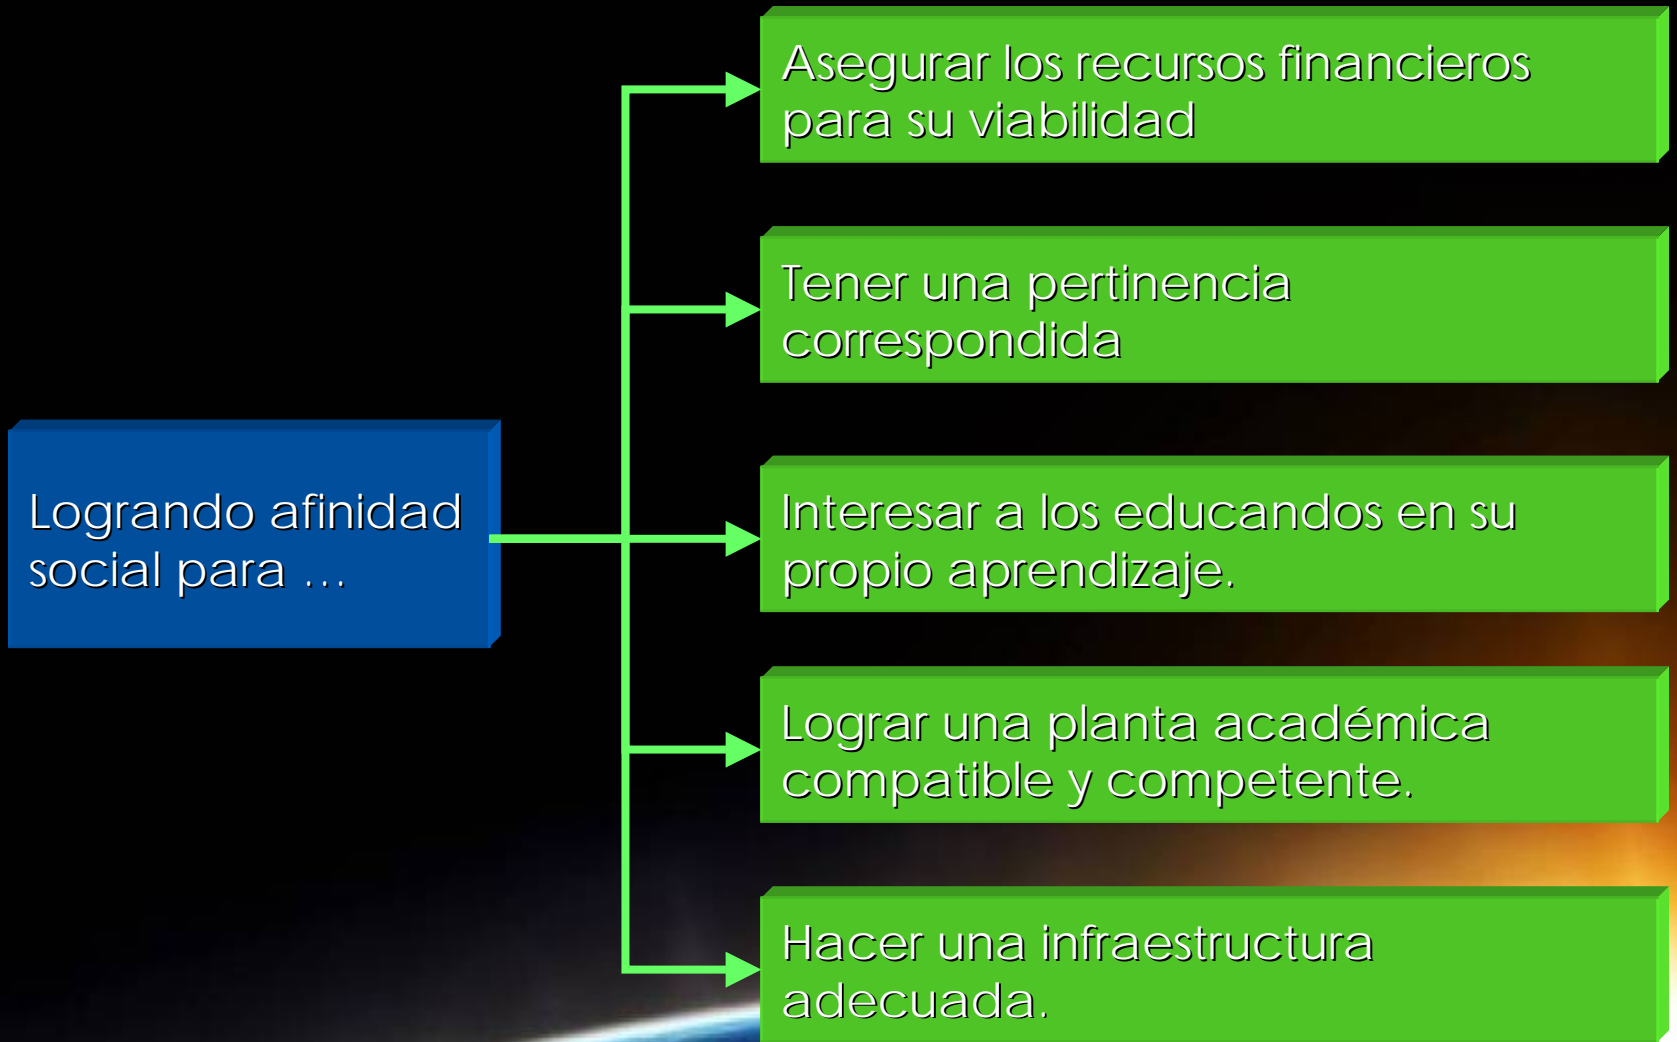 Asegurar los recursos financieros
para su viabilidad
Tener una pertinencia
correspondida
Logrando afinidad
social para ...
Interesar a los educandos en su
propio aprendizaje.
Lograr una planta académica
compatible y competente.
Hacer una infraestructura
adecuada.